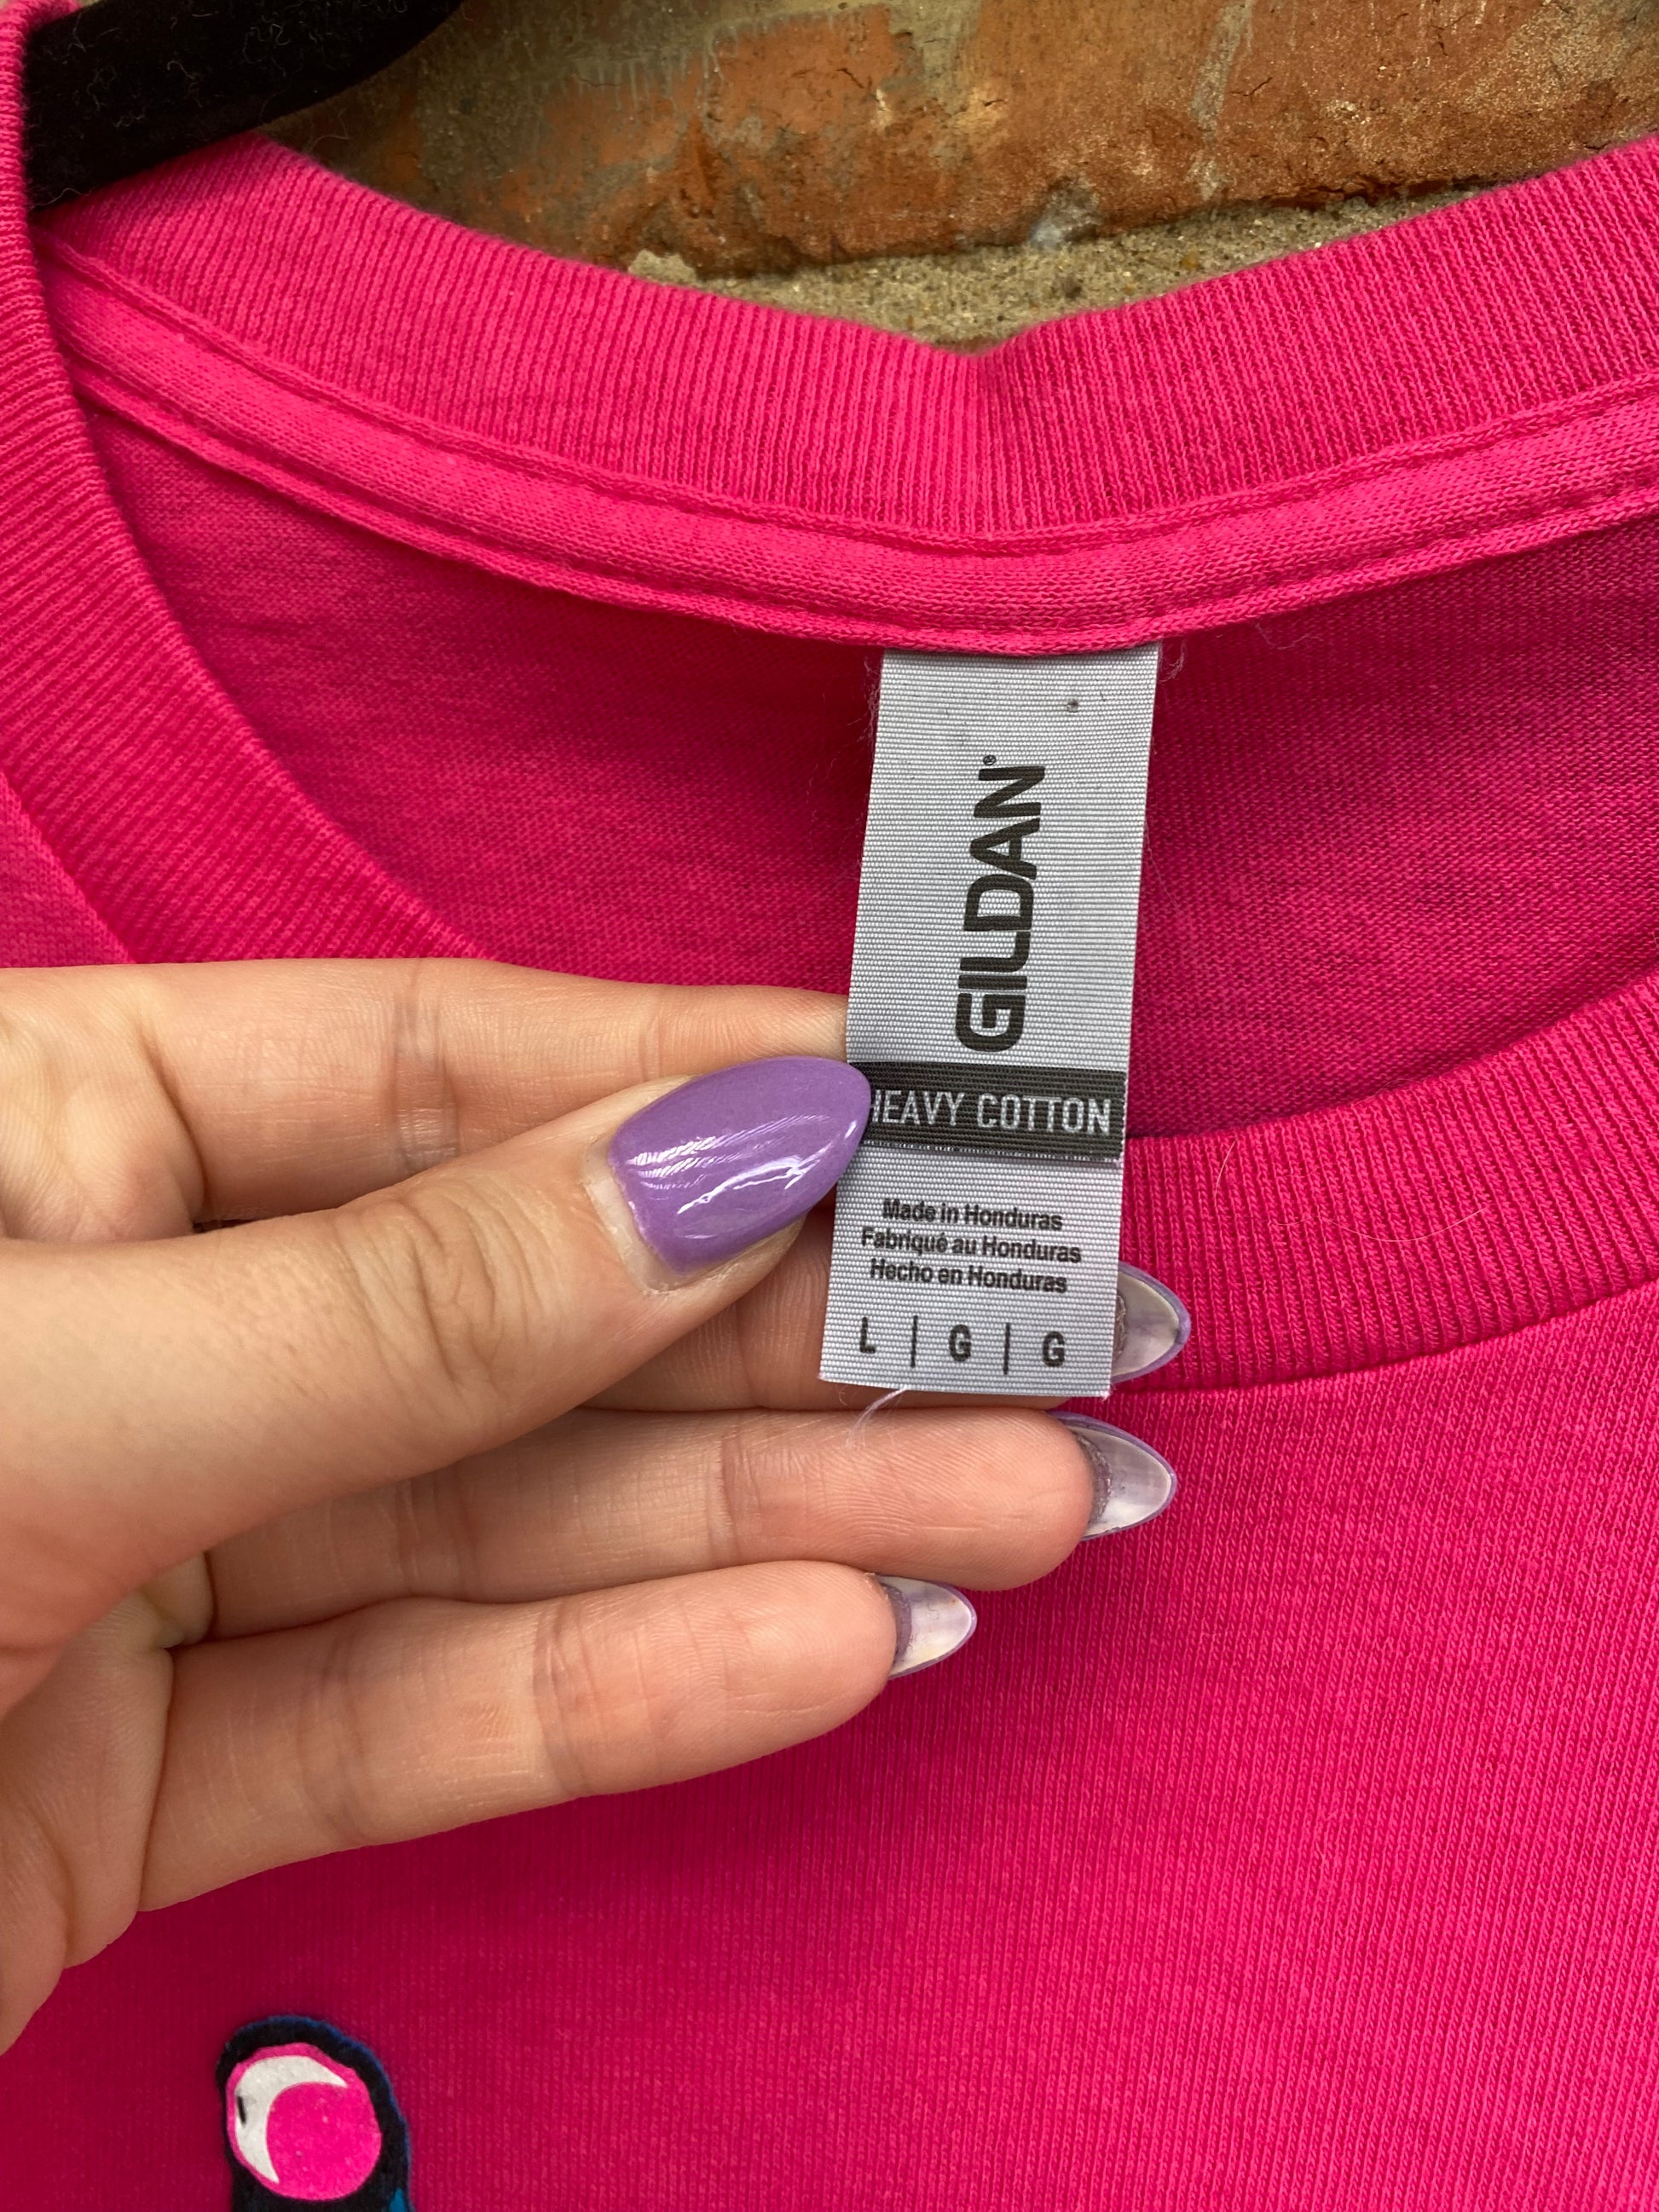 GILDAN®
HEAVY COTTON
Made in Honduras
Fabriqué au Honduras
Hecho en Honduras
L | G | G